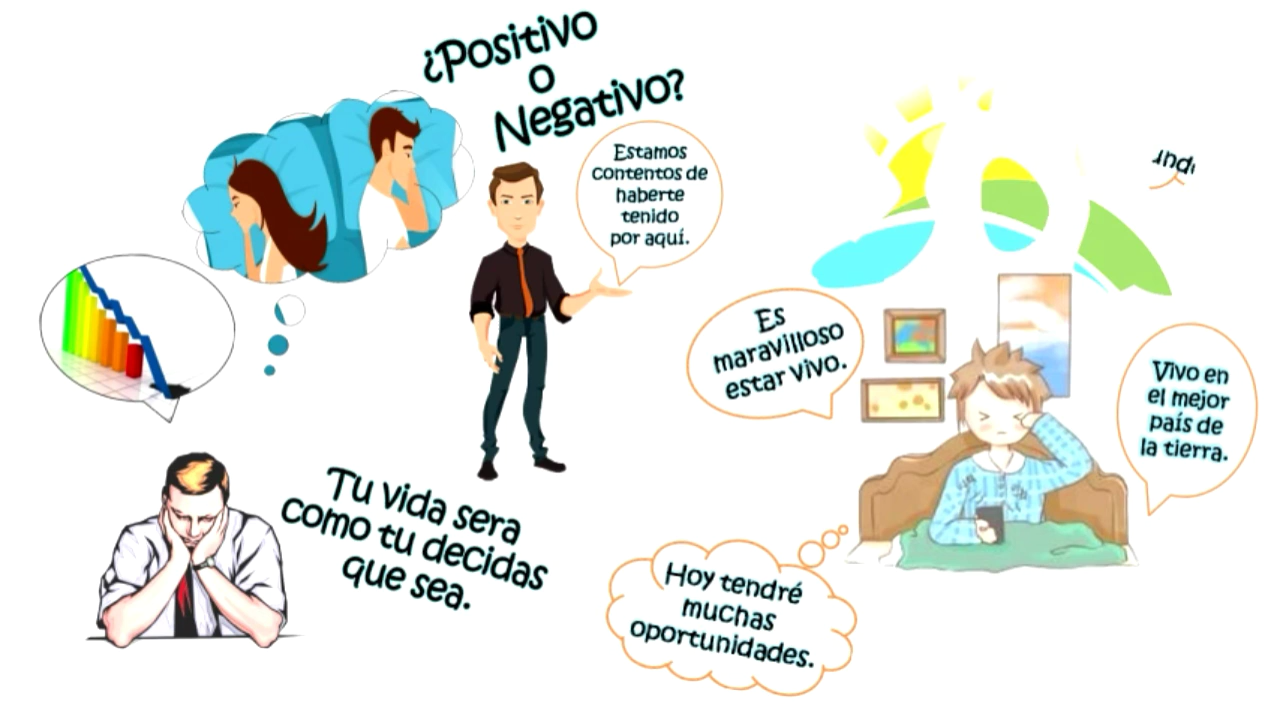 ¿Positivo
o
Negativo?
Estamos
contentos de
haberte
tenido
por aquí.
Es
maravilloso
estar vivo.
Vivo en
el mejor
país de
la tierra.
Tu vida sera
como tu decidas
que sea.
Hoy tendré
muchas
oportunidades.